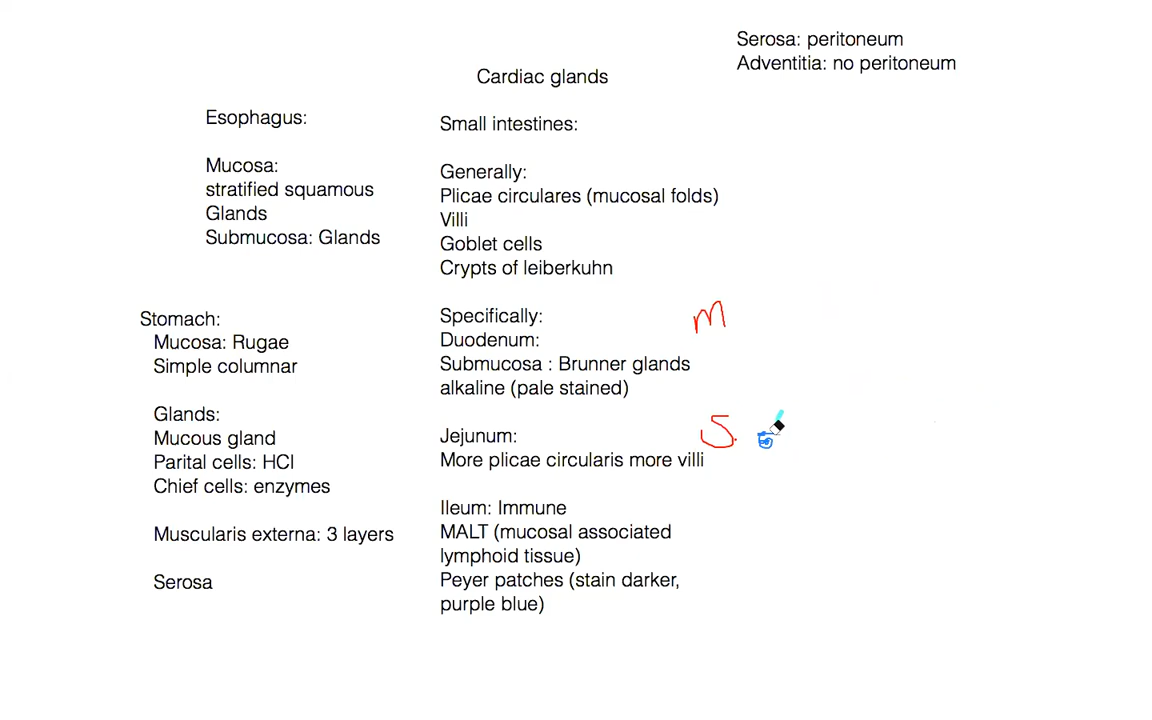 Serosa: peritoneum
Adventitia: no peritoneum
Cardiac glands
Esophagus:
Mucosa:
stratified squamous
Glands
Submucosa: Glands
Stomach:
Mucosa: Rugae
Simple columnar
Glands:
Mucous gland
Parital cells: HCl
Chief cells: enzymes
Muscularis externa: 3 layers
Serosa
Small intestines:
Generally:
Plicae circulares (mucosal folds)
Villi
Goblet cells
Crypts of leiberkuhn
Specifically:
Duodenum:
Submucosa : Brunner glands
alkaline (pale stained)
Jejunum:
More plicae circularis more villi
Ileum: Immune
MALT (mucosal associated
lymphoid tissue)
Peyer patches (stain darker,
purple blue)
M
S.